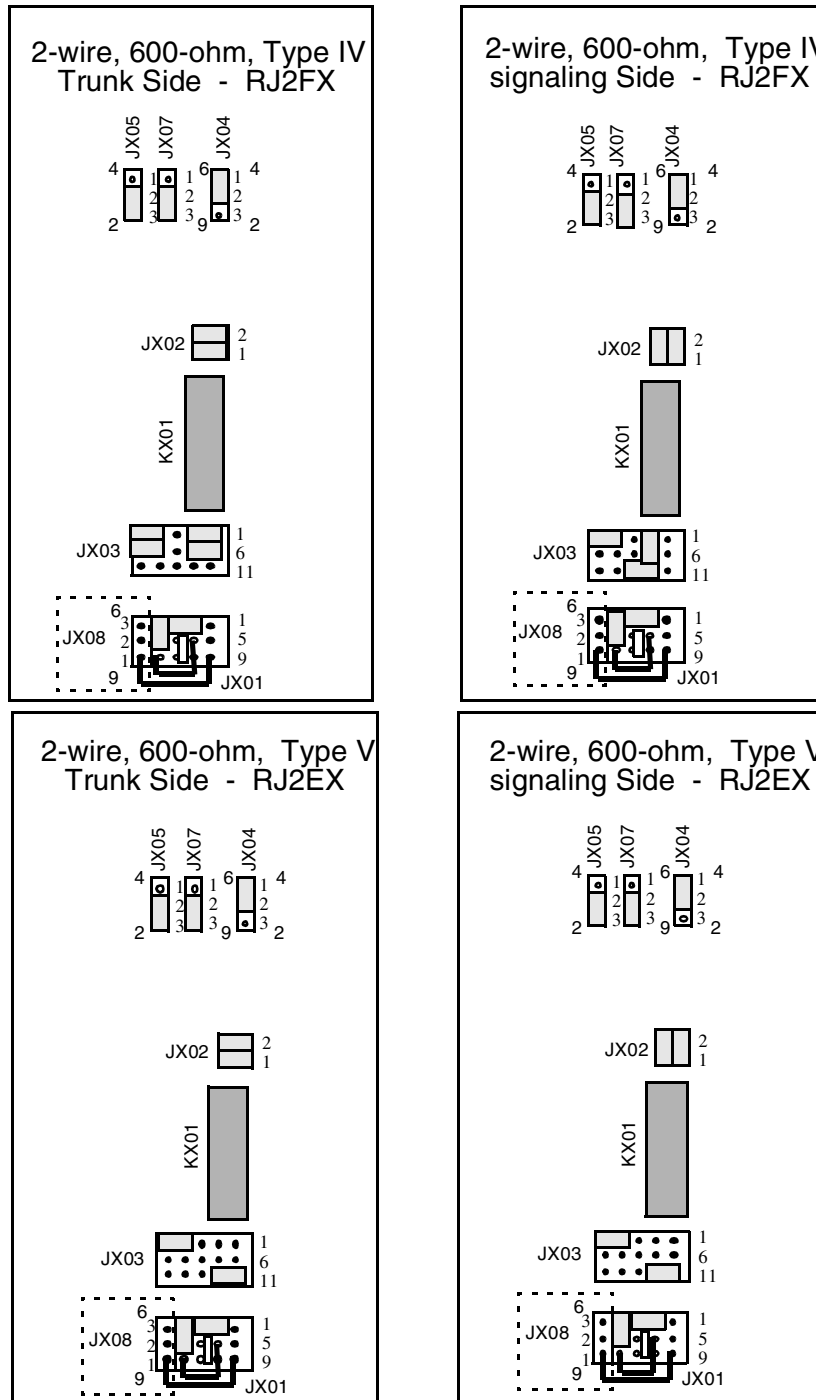 2-wire, 600-ohm, Type IV
Trunk Side - RJ2FX
JX05
JX07
JX04
4
1
1
6
1
4
2
2
2
2
3
3
9
3
2
JX02
2
1
KX01
JX03
1
6
11
6
3
1
JX08
2
5
1
9
9
JX01
2-wire, 600-ohm, Type IV
signaling Side - RJ2FX
JX05
JX07
JX04
4
1
1
6
1
4
2
2
2
2
3
3
9
3
2
JX02
2
1
KX01
JX03
1
6
11
6
3
1
JX08
2
5
1
9
9
JX01
2-wire, 600-ohm, Type V
Trunk Side - RJ2EX
JX05
JX07
JX04
4
1
1
6
1
4
2
2
2
2
3
3
9
3
2
JX02
2
1
KX01
JX03
1
6
11
6
3
1
JX08
2
5
1
9
9
JX01
2-wire, 600-ohm, Type V
signaling Side - RJ2EX
JX05
JX07
JX04
4
1
1
6
1
4
2
2
2
2
3
3
9
3
2
JX02
2
1
KX01
JX03
1
6
11
6
3
1
JX08
2
5
1
9
9
JX01